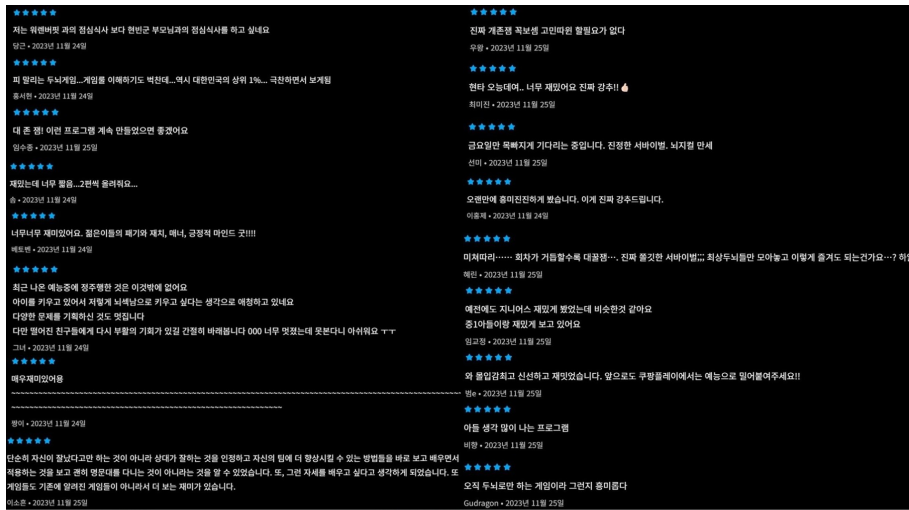 저는 워렌버핏 과의 점심식사 보다 현빈군 부모님과의 점심식사를 하고 싶네요
당근 • 2023년 11월 24일
피 말리는 두뇌게임...게임룰 이해하기도 벅찬데...역시 대한민국의 상위 1%... 극찬하면서 보게됨
홍서현 • 2023년 11월 24일
대 존 잼! 이런 프로그램 계속 만들었으면 좋겠어요
임수종 • 2023년 11월 25일
재밌는데 너무 짧음...2편씩 올려줘요...
솜 • 2023년 11월 24일
너무너무 재미있어요. 젊은이들의 패기와 재치, 매너, 긍정적 마인드 굿!!!!
베토벤 • 2023년 11월 24일
최근 나온 예능중에 정주행한 것은 이것밖에 없어요
아이를 키우고 있어서 저렇게 뇌섹남으로 키우고 싶다는 생각으로 애청하고 있네요
다양한 문제를 기획하신 것도 멋집니다
다만 떨어진 친구들에게 다시 부활의 기회가 있길 간절히 바래봅니다 000 너무 멋졌는데 못본다니 아쉬워요 ㅜㅜ
그녀 • 2023년 11월 24일
매우재미있어용
~~~~~~~~~~~~~~~~~~~~~~~~~~~~~~~~~~~~~~~~~~~~~~~~~~~~~~~~~~~~~~~~~~~~~~~~~~~~~~~~~~~~~~~~~~~~~~~~~~~~
~~~~~~~~~~~~~~~~~~~~~~~~~~~~~~~~~~~~~~~~~~~~~~~~~~~~~~~~~~~~
짱이 • 2023년 11월 24일
단순히 자신이 잘났다고만 하는 것이 아니라 상대가 잘하는 것을 인정하고 자신의 팀에 더 향상시킬 수 있는 방법들을 바로 보고 배우면서
적용하는 것을 보고 괜히 명문대를 다니는 것이 아니라는 것을 알 수 있었습니다. 또, 그런 자세를 배우고 싶다고 생각하게 되었습니다. 또
게임들도 기존에 알려진 게임들이 아니라서 더 보는 재미가 있습니다.
이소흔 • 2023년 11월 25일
진짜 개존잼 꼭보셈 고민따윈 할필요가 없다
우왕 • 2023년 11월 25일
현타 오능데여.. 너무 재밌어요 진짜 강추!!👍🏻
최미진 • 2023년 11월 25일
금요일만 목빠지게 기다리는 중입니다. 진정한 서바이벌. 뇌지컬 만세
선미 • 2023년 11월 25일
오랜만에 흥미진진하게 봤습니다. 이게 진짜 강추드립니다.
이홍제 • 2023년 11월 24일
미쳐따리…… 회차가 거듭할수록 대꿀잼…. 진짜 쫄깃한 서바이벌;;; 최상두뇌들만 모아놓고 이렇게 즐겨도 되는건가요…?
혜린 • 2023년 11월 25일
예전에도 지니어스 재밌게 봤었는데 비슷한것 같아요
중1아들이랑 재밌게 보고 있어요
임교정 • 2023년 11월 25일
와 몰입감최고 신선하고 재밋었습니다. 앞으로도 쿠팡플레이에서는 예능으로 밀어붙여주세요!!
범e • 2023년 11월 25일
아들 생각 많이 나는 프로그램
비향 • 2023년 11월 25일
오직 두뇌로만 하는 게임이라 그런지 흥미롭다
Gudragon • 2023년 11월 25일